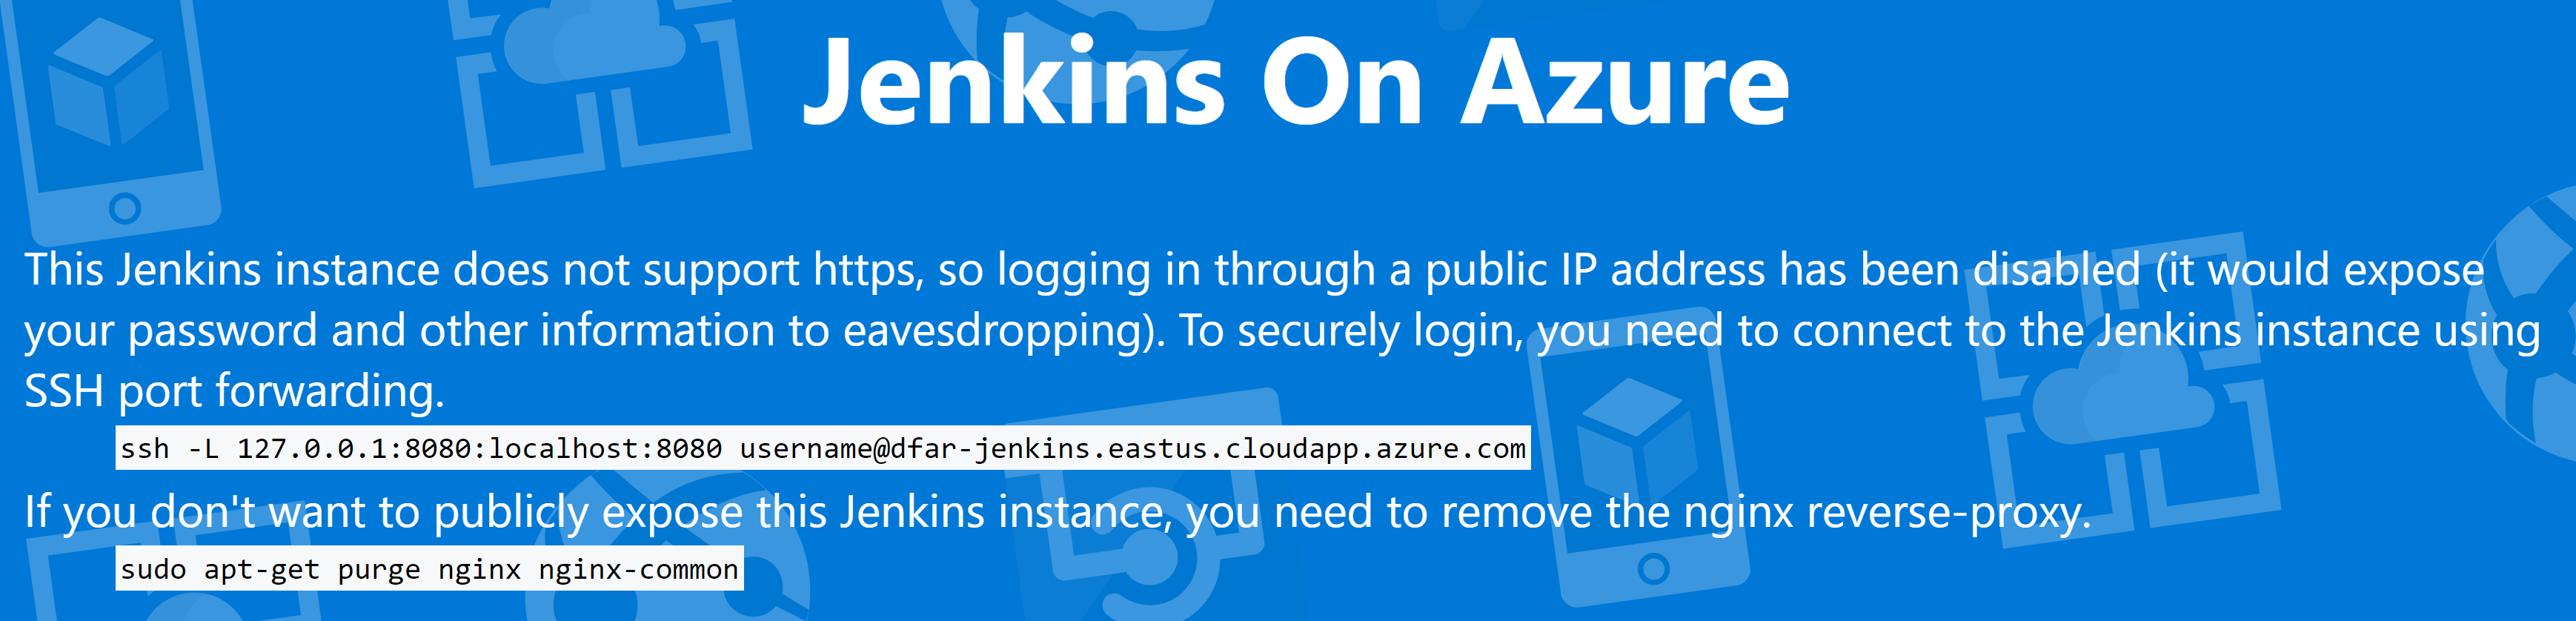 Jenkins On Azure
This Jenkins instance does not support https, so logging in through a public IP address has been disabled (it would expose
your password and other information to eavesdropping). To securely login, you need to connect to the Jenkins instance using
SSH port forwarding.
ssh -L 127.0.0.1:8080:localhost:8080 username@dfar-jenkins.eastus.cloudapp.azure.com
If you don't want to publicly expose this Jenkins instance, you need to remove the nginx reverse-proxy.
sudo apt-get purge nginx nginx-common